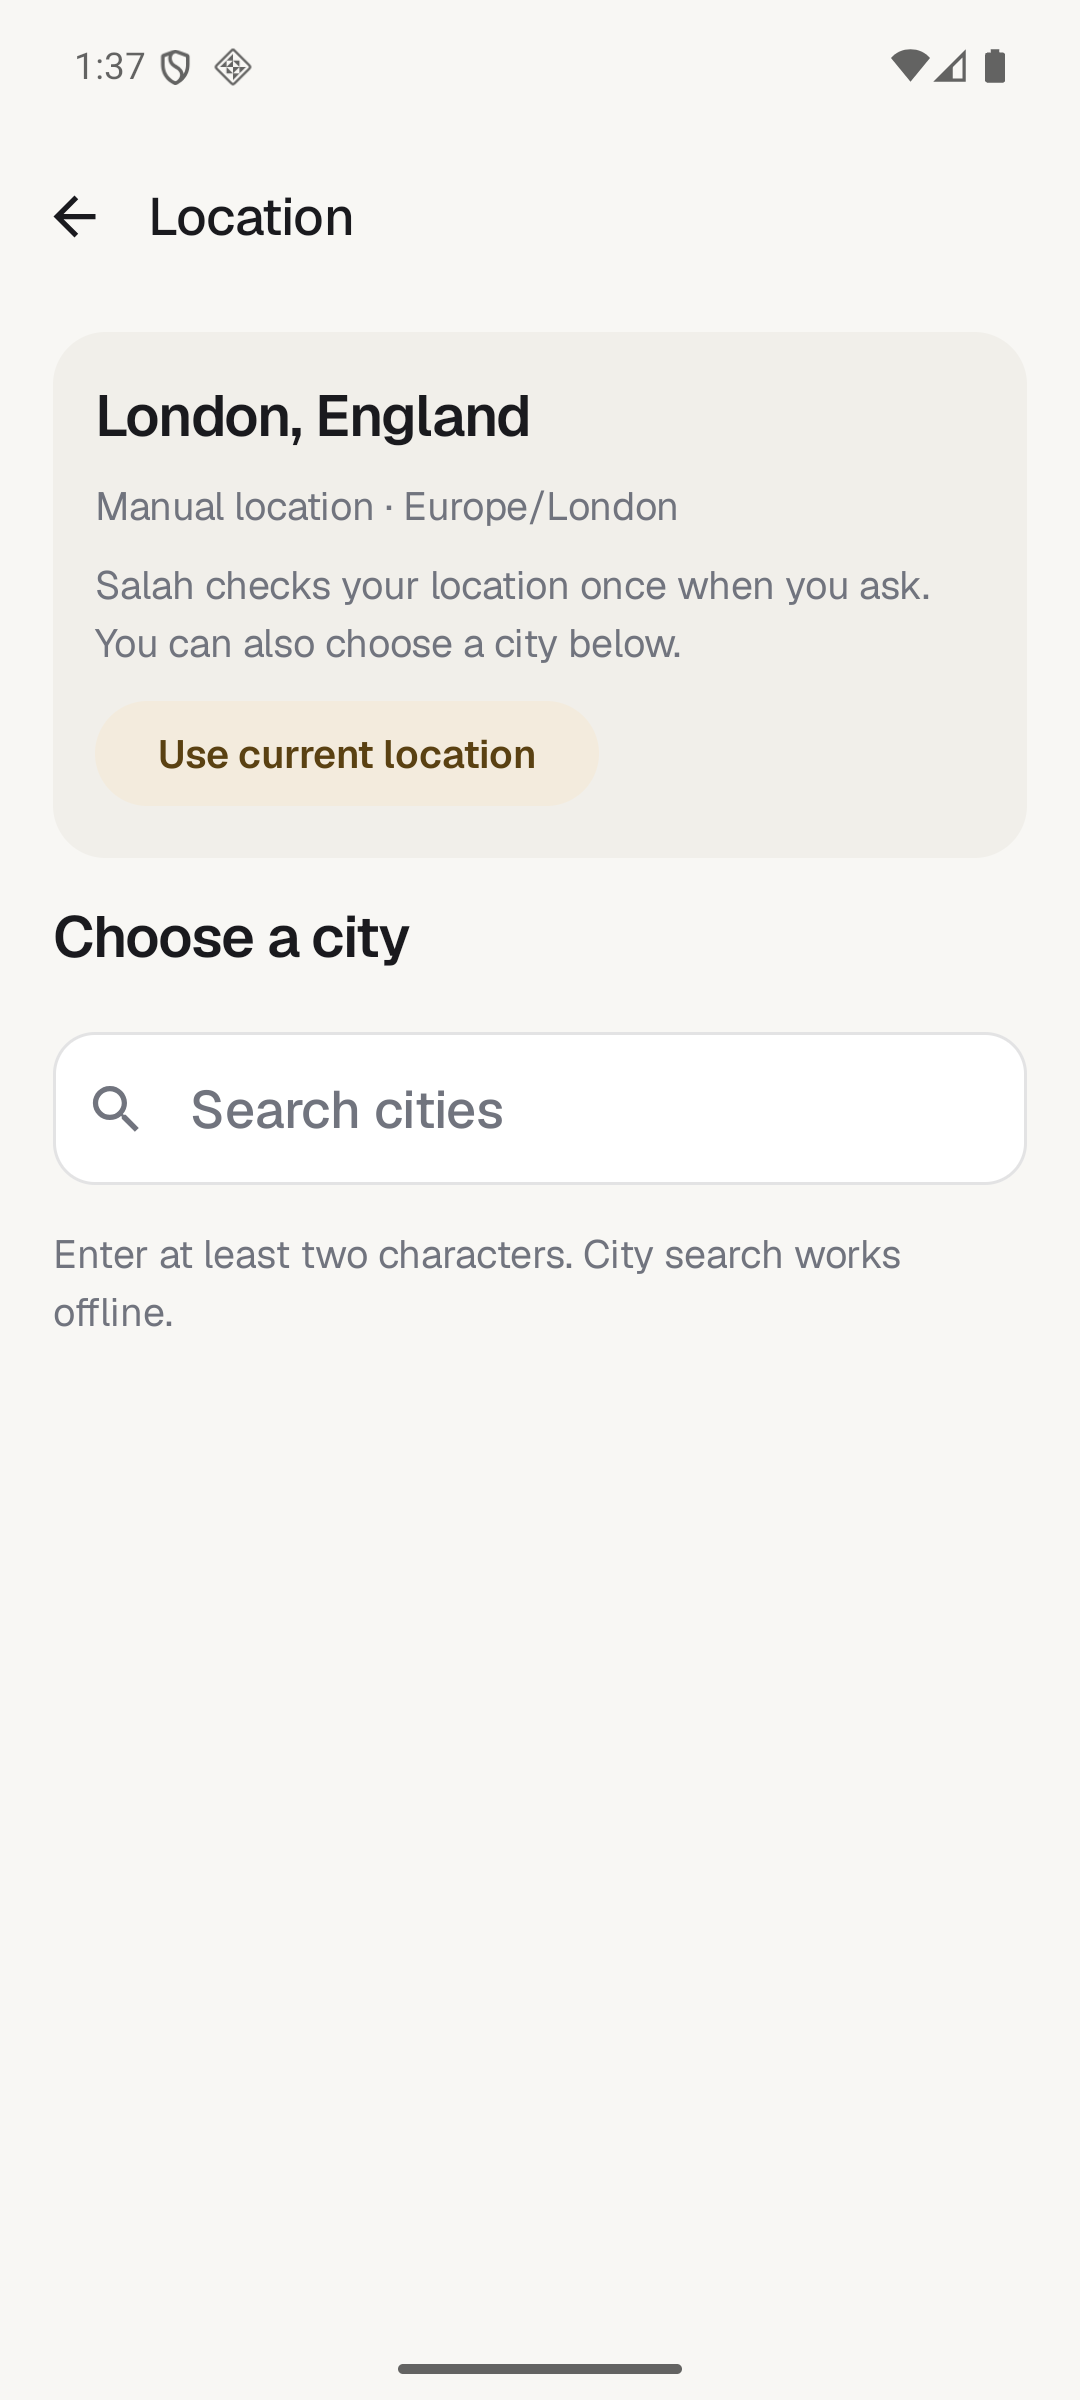 1:37
Location
London, England
Manual location · Europe/London
Salah checks your location once when you ask.
You can also choose a city below.
Use current location
Choose a city
Search cities
Enter at least two characters. City search works
offline.